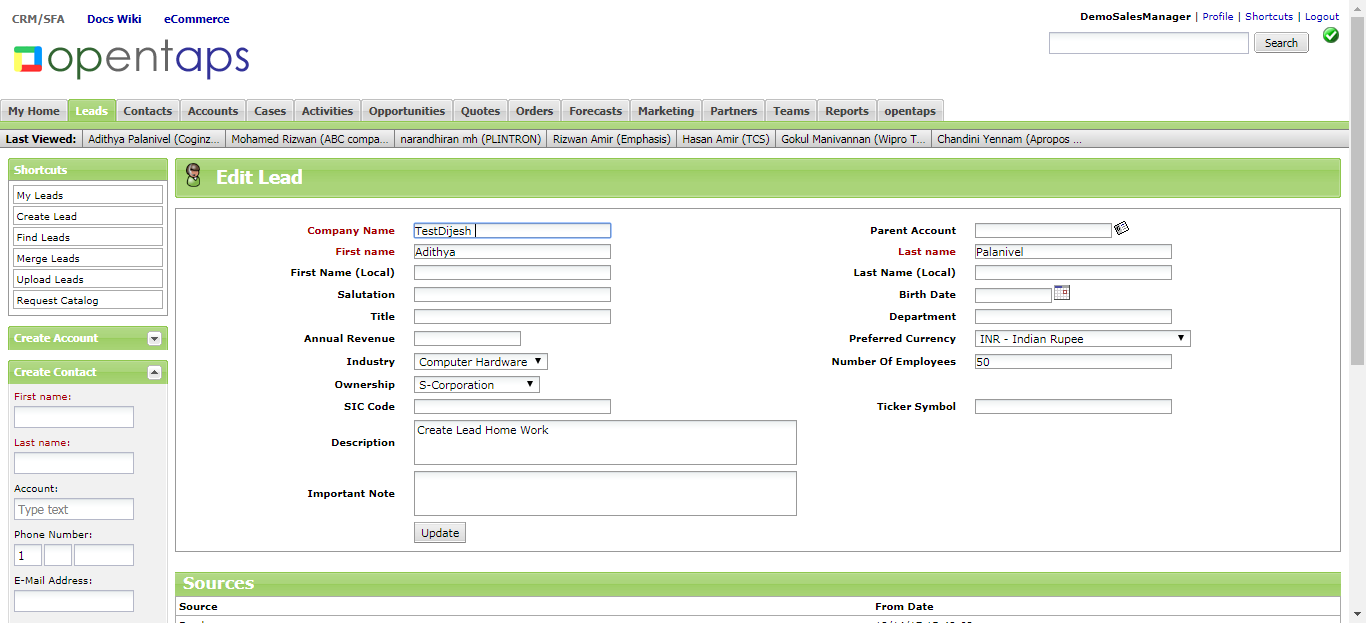 CRM/SFA Docs Wiki eCommerce
DemoSalesManager | Profile | Shortcuts | Logout
opentaps
Search
My Home Leads Contacts Accounts Cases Activities Opportunities Quotes Orders Forecasts Marketing Partners Teams Reports opentaps
Last Viewed: Adithya Palanivel (Coginz... Mohamed Rizwan (ABC compa... narandhiran mh (PLINTRON) Rizwan Amir (Emphasis) Hasan Amir (TCS) Gokul Manivannan (Wipro T... Chandini Yennam (Apropos ...
Shortcuts
My Leads
Create Lead
Find Leads
Merge Leads
Upload Leads
Request Catalog
Create Account
Create Contact
First name:
Last name:
Account:
Type text
Phone Number:
1
E-Mail Address:
Edit Lead
Company Name TestDijesh Parent Account
First name Adithya Last name Palanivel
First Name (Local) Last Name (Local)
Salutation Birth Date
Title Department
Annual Revenue Preferred Currency INR - Indian Rupee
Industry Computer Hardware Number Of Employees 50
Ownership S-Corporation
SIC Code Ticker Symbol
Description Create Lead Home Work
Important Note
Update
Sources
Source From Date